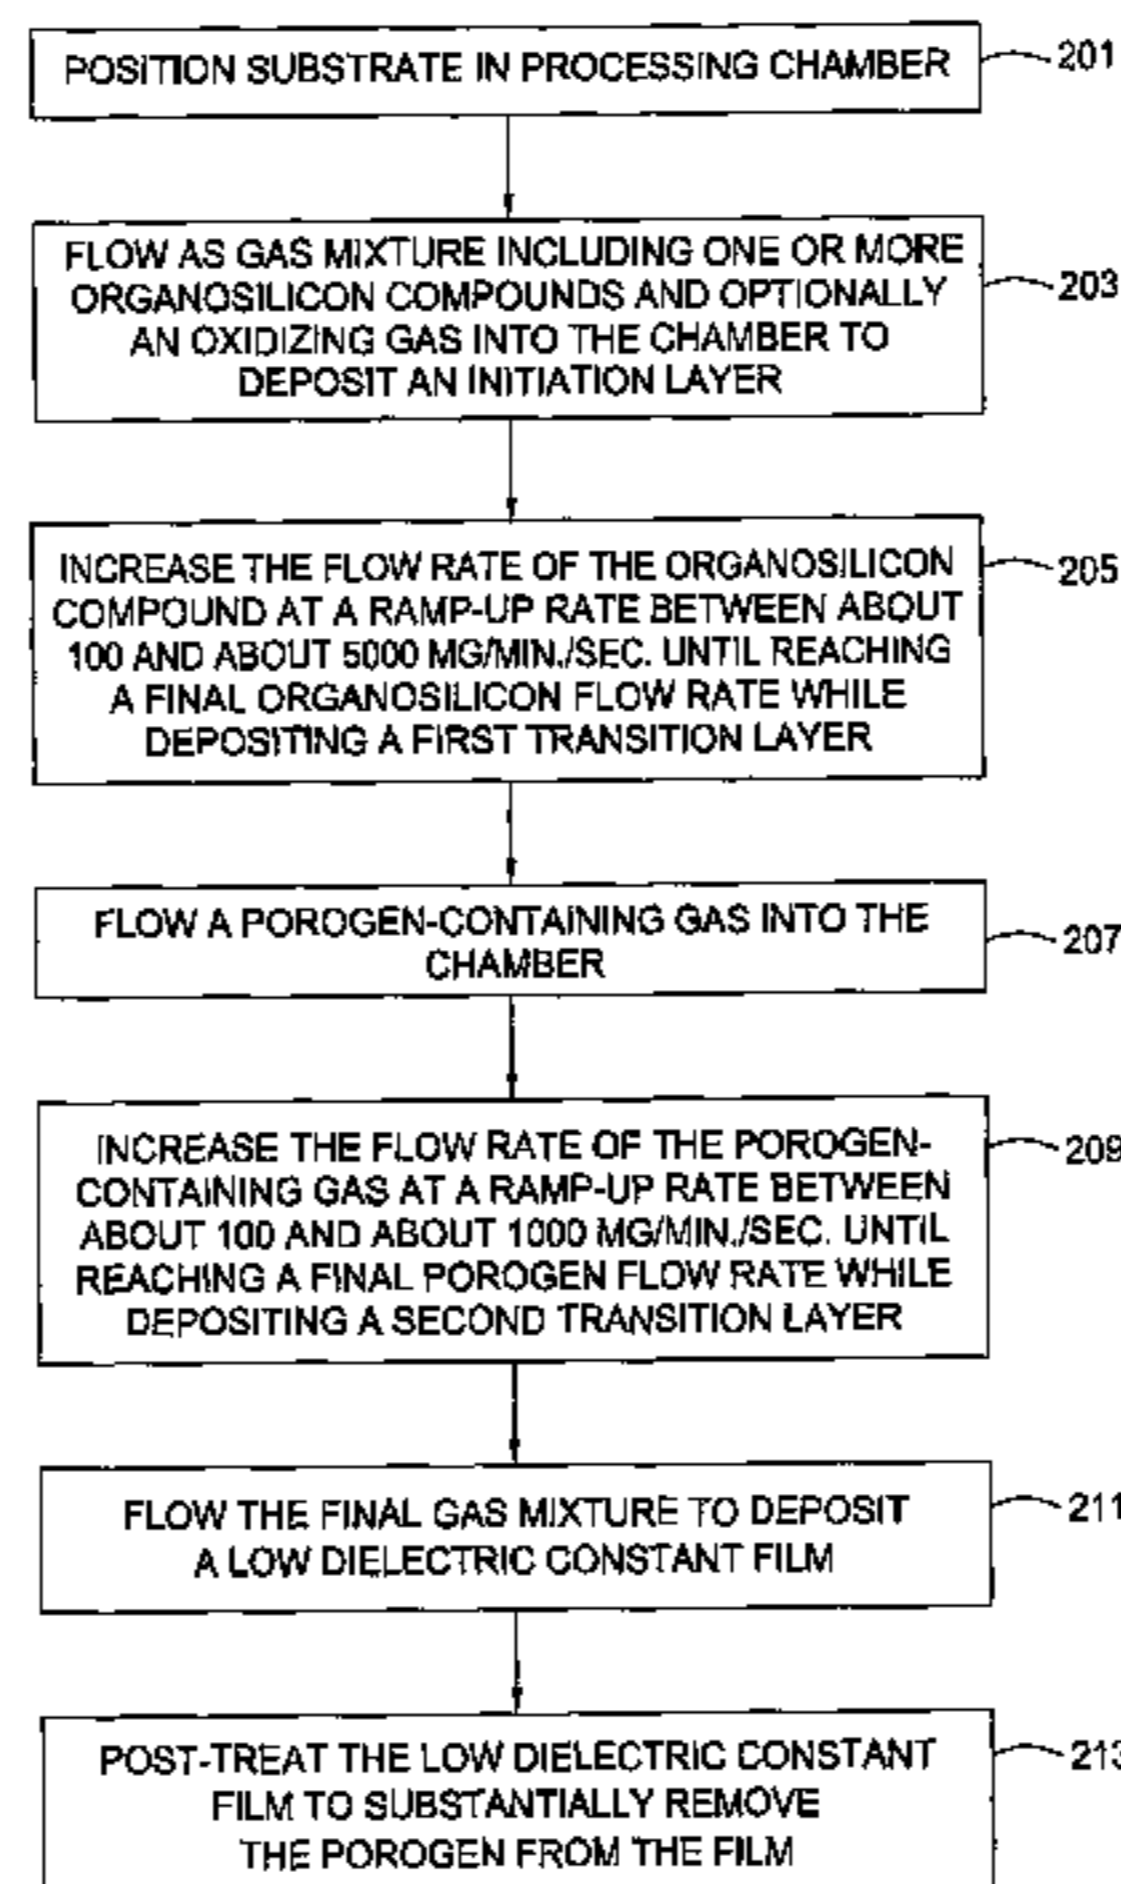 POSITION SUBSTRATE IN PROCESSING CHAMBER
201
FLOW AS GAS MIXTURE INCLUDING ONE OR MORE
ORGANOSILICON COMPOUNDS AND OPTIONALLY
AN OXIDIZING GAS INTO THE CHAMBER TO
DEPOSIT AN INITIATION LAYER
203
INCREASE THE FLOW RATE OF THE ORGANOSILICON
COMPOUND AT A RAMP-UP RATE BETWEEN ABOUT
100 AND ABOUT 5000 MG/MIN./SEC. UNTIL REACHING
A FINAL ORGANOSILICON FLOW RATE WHILE
DEPOSITING A FIRST TRANSITION LAYER
205
FLOW A POROGEN-CONTAINING GAS INTO THE
CHAMBER
207
INCREASE THE FLOW RATE OF THE POROGEN-
CONTAINING GAS AT A RAMP-UP RATE BETWEEN
ABOUT 100 AND ABOUT 1000 MG/MIN./SEC. UNTIL
REACHING A FINAL POROGEN FLOW RATE WHILE
DEPOSITING A SECOND TRANSITION LAYER
209
FLOW THE FINAL GAS MIXTURE TO DEPOSIT
A LOW DIELECTRIC CONSTANT FILM
211
POST-TREAT THE LOW DIELECTRIC CONSTANT
FILM TO SUBSTANTIALLY REMOVE
THE POROGEN FROM THE FILM
213